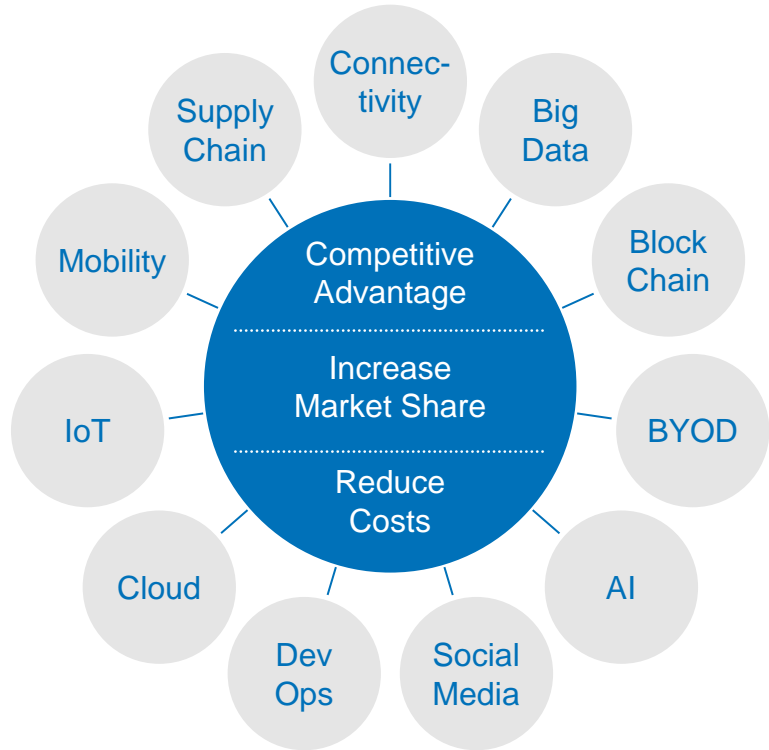 Connec-
tivity
Big
Data
Block
Chain
BYOD
AI
Social
Media
Dev
Ops
Cloud
IoT
Mobility
Supply
Chain
Competitive
Advantage
Increase
Market Share
Reduce
Costs